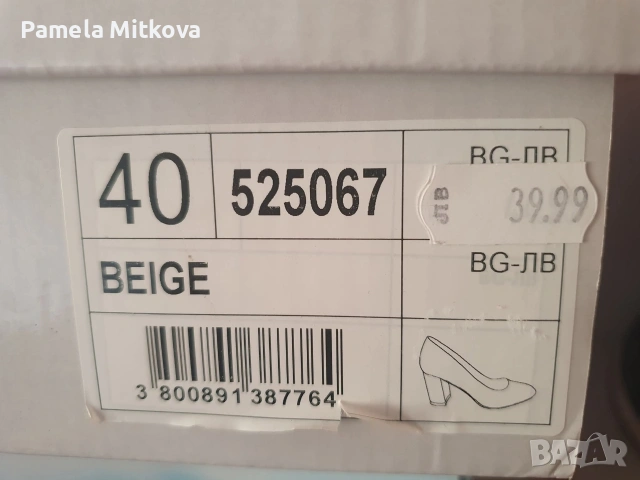 Pamela Mitkova
40
525067
BG-ЛВ
ЛВ 39.99
BEIGE
BG-ЛВ
3 800891 387764
BAZAR